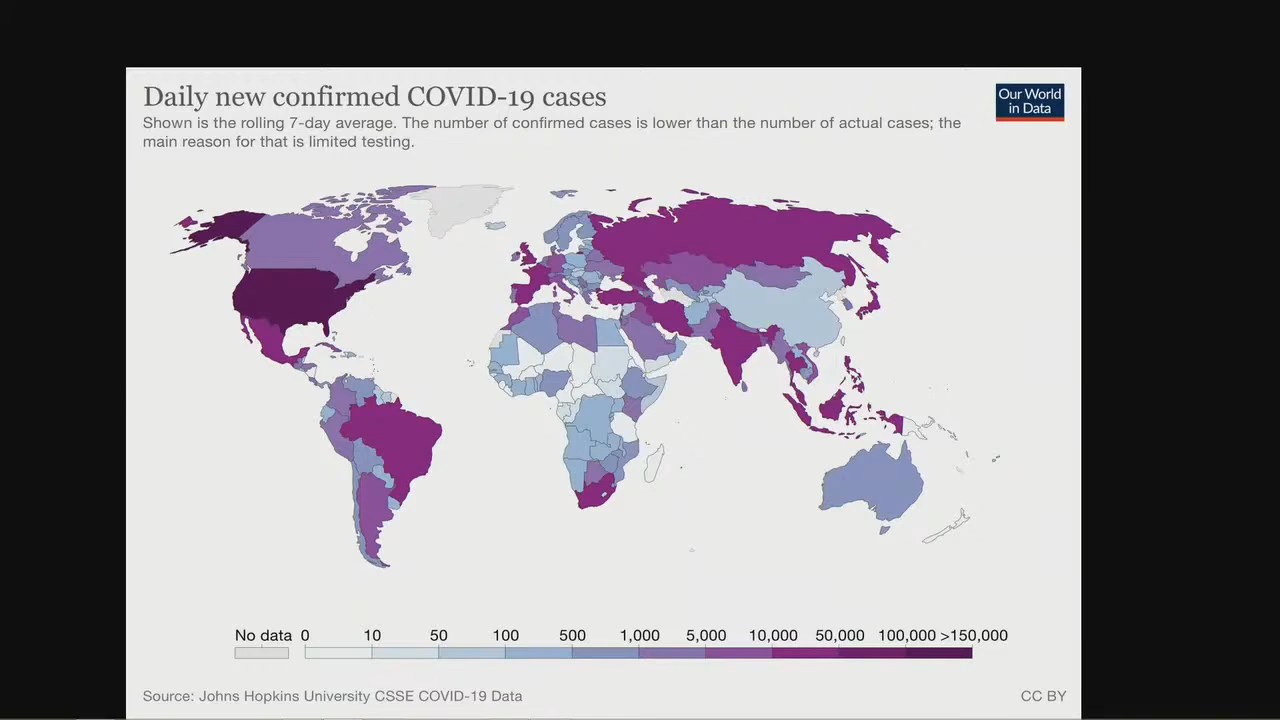 Daily new confirmed COVID-19 cases
Our World
in Data
Shown is the rolling 7-day average. The number of confirmed cases is lower than the number of actual cases; the
main reason for that is limited testing.
No data 0 10 50 100 500 1,000 5,000 10,000 50,000 100,000 >150,000
Source: Johns Hopkins University CSSE COVID-19 Data
CC BY